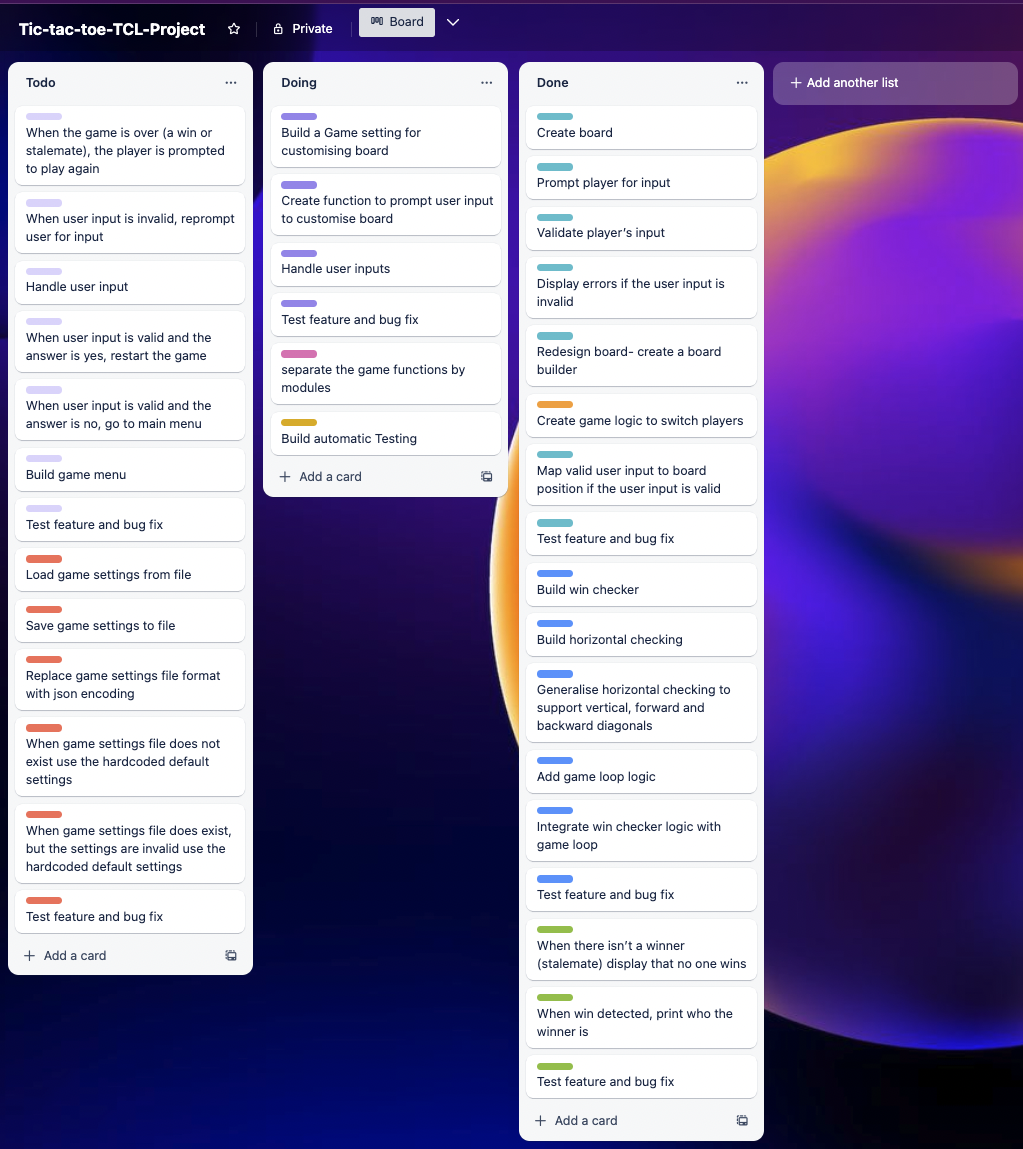 Tic-tac-toe-TCL-Project
Private
Board
Todo
When the game is over (a win or
stalemate), the player is prompted
to play again
When user input is invalid, reprompt
user for input
Handle user input
When user input is valid and the
answer is yes, restart the game
When user input is valid and the
answer is no, go to main menu
Build game menu
Test feature and bug fix
Load game settings from file
Save game settings to file
Replace game settings file format
with json encoding
When game settings file does not
exist use the hardcoded default
settings
When game settings file does exist,
but the settings are invalid use the
hardcoded default settings
Test feature and bug fix
+ Add a card
Doing
Build a Game setting for
customising board
Create function to prompt user input
to customise board
Handle user inputs
Test feature and bug fix
separate the game functions by
modules
Build automatic Testing
+ Add a card
Done
Create board
Prompt player for input
Validate player’s input
Display errors if the user input is
invalid
Redesign board- create a board
builder
Create game logic to switch players
Map valid user input to board
position if the user input is valid
Test feature and bug fix
Build win checker
Build horizontal checking
Generalise horizontal checking to
support vertical, forward and
backward diagonals
Add game loop logic
Integrate win checker logic with
game loop
Test feature and bug fix
When there isn’t a winner
(stalemate) display that no one wins
When win detected, print who the
winner is
Test feature and bug fix
+ Add a card
+ Add another list